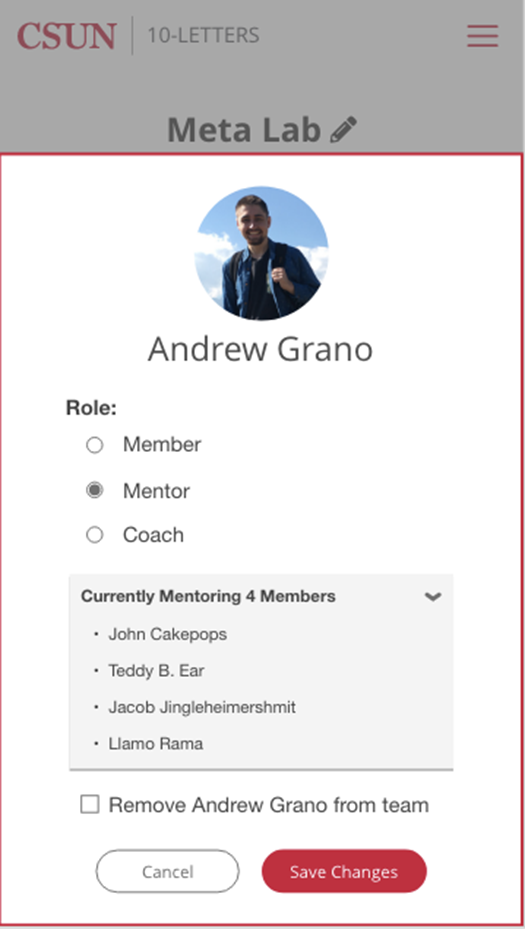 CSUN 10-LETTERS
Meta Lab
Andrew Grano
Role:
Member
Mentor
Coach
Currently Mentoring 4 Members
· John Cakepops
· Teddy B. Ear
· Jacob Jingleheimershmit
· Llamo Rama
Remove Andrew Grano from team
Cancel Save Changes